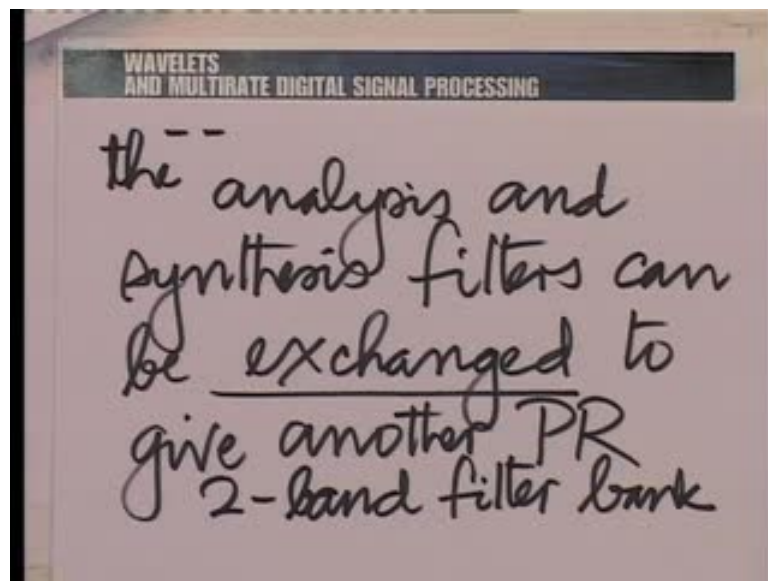 WAVELETS
AND MULTIRATE DIGITAL SIGNAL PROCESSING
the -- analysis and
synthesis filters can
be exchanged to
give another PR
2-band filter bank